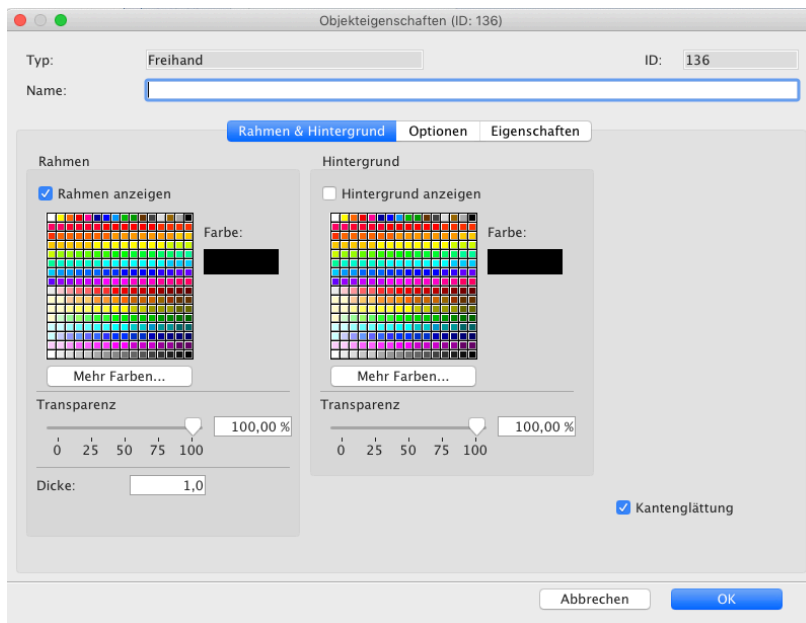 Objekteigenschaften (ID: 136)
Typ: Freihand ID: 136
Name:
Rahmen & Hintergrund Optionen Eigenschaften
Rahmen
Rahmen anzeigen
Farbe:
Mehr Farben...
Transparenz
100,00 %
0 25 50 75 100
Dicke: 1,0
Hintergrund
Hintergrund anzeigen
Farbe:
Mehr Farben...
Transparenz
100,00 %
0 25 50 75 100
Kantenglättung
Abbrechen OK